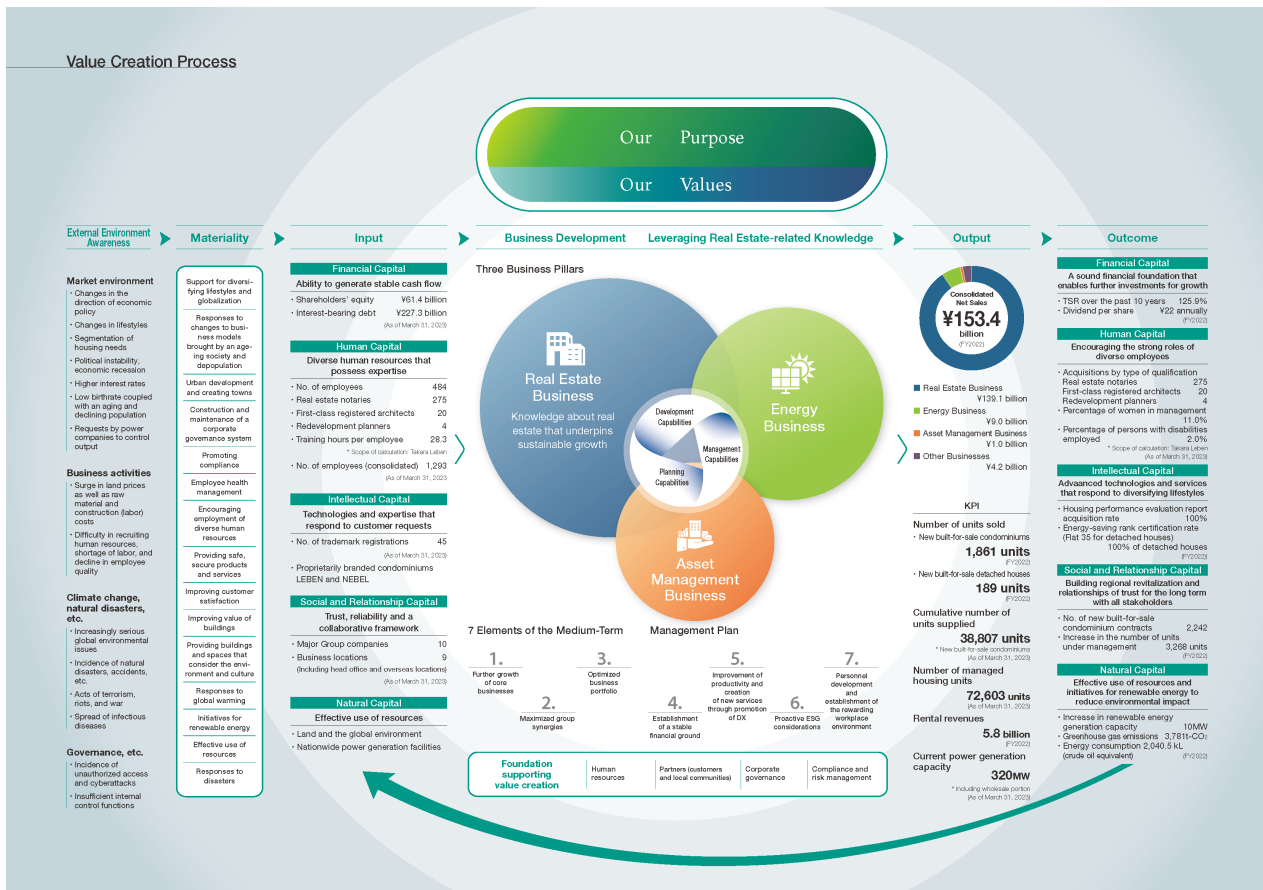 Value Creation Process
Our Purpose
Our Values
External Environment
Awareness
Market environment
・Changes in the
direction of economic
policy
・Changes in lifestyles
・Segmentation of
housing needs
・Political instability,
economic recession
・Higher interest rates
・Low birthrate coupled
with an aging and
declining population
・Requests by power
companies to control
output
Business activities
・Surge in land prices
as well as raw
material and
construction (labor)
costs
・Difficulty in recruiting
human resources,
shortage of labor, and
decline in employee
quality
Climate change,
natural disasters,
etc.
・Increasingly serious
global environmental
issues
・Incidence of natural
disasters, accidents,
etc.
・Acts of terrorism,
riots, and war
・Spread of infectious
diseases
Governance, etc.
・Incidence of
unauthorized access
and cyberattacks
・Insufficient internal
control functions
Materiality
Support for diversi-
fying lifestyles and
globalization
Responses to
changes to busi-
ness models
brought by an age-
ing society and
depopulation
Urban development
and creating towns
Construction and
maintenance of a
corporate
governance system
Promoting
compliance
Employee health
management
Encouraging
employment of
diverse human
resources
Providing safe,
secure products
and services
Improving customer
satisfaction
Improving value of
buildings
Providing buildings
and spaces that
consider the envi-
ronment and culture
Responses to
global warming
Initiatives for
renewable energy
Effective use of
resources
Responses to
disasters
Input
Financial Capital
Ability to generate stable cash flow
・Shareholders' equity ¥61.4 billion
・Interest-bearing debt ¥227.3 billion
(As of March 31, 2023)
Human Capital
Diverse human resources that
possess expertise
・No. of employees 484
・Real estate notaries 275
・First-class registered architects 20
・Redevelopment planners 4
・Training hours per employee 28.3
* Scope of calculation: Takara Leben
・No. of employees (consolidated) 1,293
(As of March 31, 2023
Intellectual Capital
Technologies and expertise that
respond to customer requests
・No. of trademark registrations 45
(As of March 31, 2023)
・Proprietarily branded condominiums
LEBEN and NEBEL
Social and Relationship Capital
Trust, reliability and a
collaborative framework
・Major Group companies 10
・Business locations 9
(Including head office and overseas locations)
(As of March 31, 2023)
Natural Capital
Effective use of resources
・Land and the global environment
・Nationwide power generation facilities
Business Development Leveraging Real Estate-related Knowledge
Three Business Pillars
Real Estate
Business
Knowledge about real
estate that underpins
sustainable growth
Energy
Business
Development
Capabilities
Management
Capabilities
Planning
Capabilities
Asset
Management
Business
7 Elements of the Medium-Term Management Plan
1.
Further growth
of core
businesses
2.
Maximized group
synergies
3.
Optimized
business
portfolio
4.
Establishment
of a stable
financial ground
5.
Improvement of
productivity and
creation
of new services
through promotion
of DX
6.
Proactive ESG
considerations
7.
Personnel
development
and
establishment of
the rewarding
workplace
environment
Foundation
supporting
value creation
Human
resources
Partners (customers
and local communities)
Corporate
governance
Compliance and
risk management
Output
Consolidated
Net Sales
¥153.4
billion
(FY2022)
Real Estate Business
¥139.1 billion
Energy Business
¥9.0 billion
Asset Management Business
¥1.0 billion
Other Businesses
¥4.2 billion
KPI
Number of units sold
・New built-for-sale condominiums
1,861 units
(FY2022)
・New built-for-sale detached houses
189 units
(FY2022)
Cumulative number of
units supplied
38,807 units
* New built-for-sale condominiums
(As of March 31, 2023)
Number of managed
housing units
72,603 units
(As of March 31, 2023)
Rental revenues
5.8 billion
(FY2022)
Current power generation
capacity
320MW
* Including wholesale portion
(As of March 31, 2023)
Outcome
Financial Capital
A sound financial foundation that
enables further investments for growth
・TSR over the past 10 years 125.9%
・Dividend per share ¥22 annually
(FY2022)
Human Capital
Encouraging the strong roles of
diverse employees
・Acquisitions by type of qualification
Real estate notaries 275
First-class registered architects 20
Redevelopment planners 4
・Percentage of women in management
11.0%
・Percentage of persons with disabilities
employed 2.0%
* Scope of calculation: Takara Leben
(As of March 31, 2023)
Intellectual Capital
Advanced technologies and services
that respond to diversifying lifestyles
・Housing performance evaluation report
acquisition rate 100%
・Energy-saving rank certification rate
(Flat 35 for detached houses)
100% of detached houses
(FY2022)
Social and Relationship Capital
Building regional revitalization and
relationships of trust for the long term
with all stakeholders
・No. of new built-for-sale
condominium contracts 2,242
・Increase in the number of units
under management 3,268 units
(FY2022)
Natural Capital
Effective use of resources and
initiatives for renewable energy to
reduce environmental impact
・Increase in renewable energy
generation capacity 10MW
・Greenhouse gas emissions 3,781t-CO₂
・Energy consumption 2,040.5 kL
(crude oil equivalent) (FY2022)